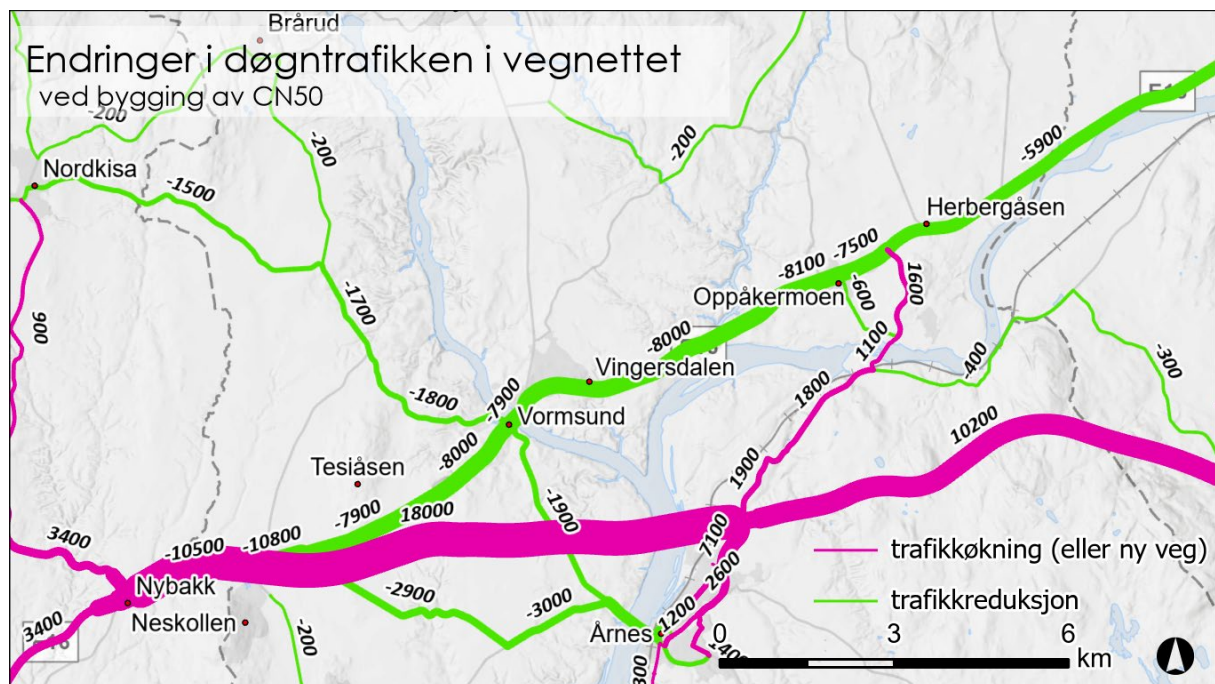 Brårud
Endringer i døgntrafikken i vegnettet
ved bygging av CN50
-200
-200
-200
-5900
Nordkisa
-1500
Herbergåsen
-7500
-8100
1600
-600
Oppåkermoen
-1700
900
1100
-8000
-400
-300
Vingersdalen
1800
-1800
-7900
Vormsund
10200
-8000
Tesiåsen
1900
-1900
-7900
18000
7100
3400
-10500
-10800
trafikkøkning (eller ny veg)
2600
Nybakk
-2900
-3000
trafikkreduksjon
Neskollen
3400
-200
Årnes
1200
0
3
6
km